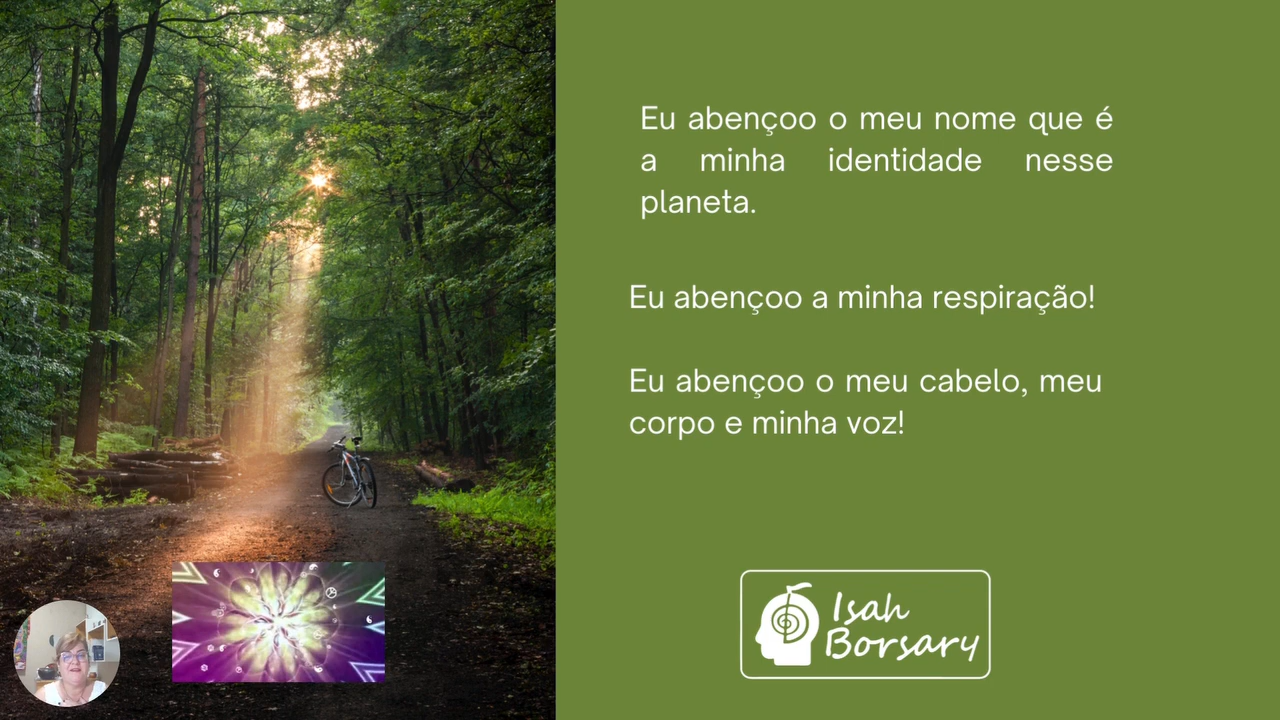 Eu abençoo o meu nome que é
a minha identidade nesse
planeta.
Eu abençoo a minha respiração!
Eu abençoo o meu cabelo, meu
corpo e minha voz!
Isah
Borsary